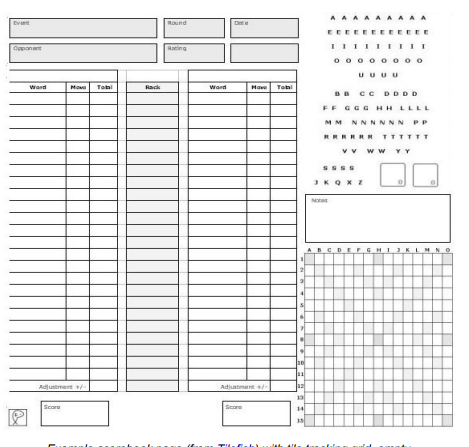 Event
Round
Date
Opponent
Rating
Word Move Total
Rack
Word Move Total
Adjustment +/-
Adjustment +/-
Score
Score
A A A A A A A A A
E E E E E E E E E E E E
I I I I I I I I I
O O O O O O O O
U U U U
B B C C D D D D
F F G G G H H L L L L
M M N N N N N N P P
R R R R R R T T T T T T
V V W W Y Y
S S S S
J K Q X Z
0 0
Notes
A B C D E F G H I J K L M N O
1
2
3
4
5
6
7
8
9
10
11
12
13
14
15
Example scorebook page (from Tilefish) with tile tracking grid, empty